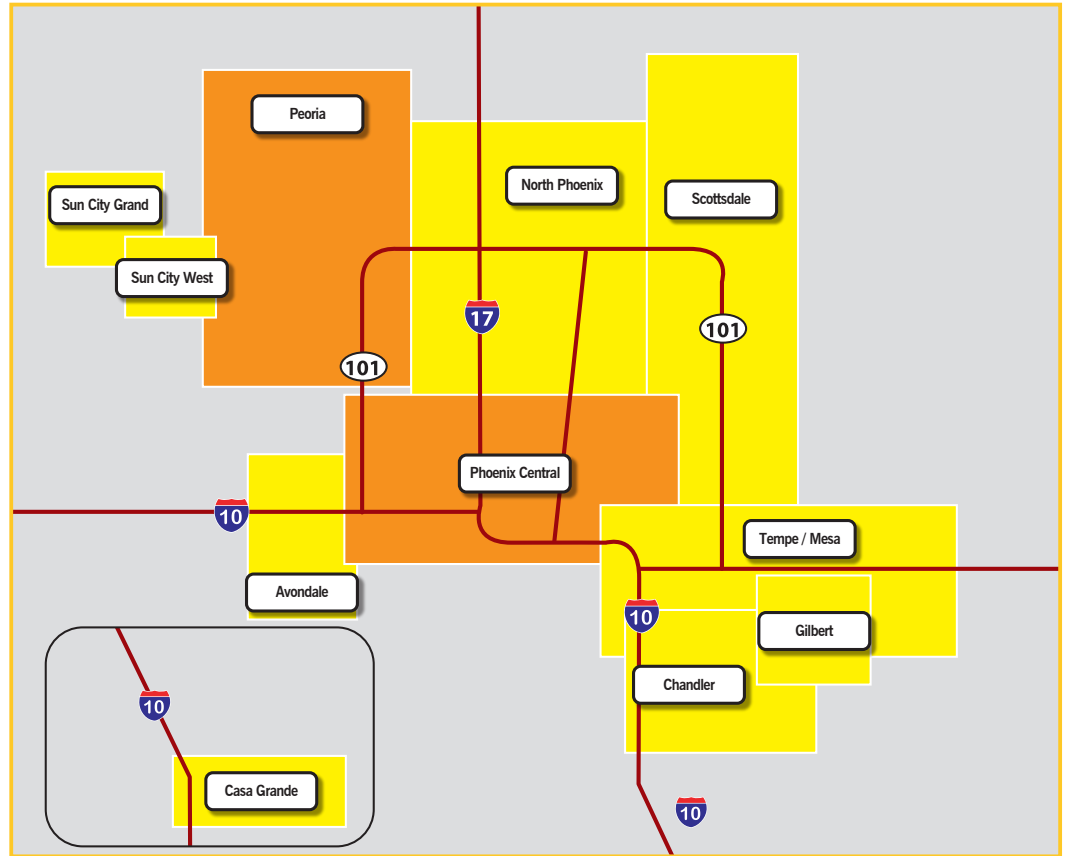 Peoria
North Phoenix
Scottsdale
Sun City Grand
Sun City West
17
101
101
Phoenix Central
10
Tempe / Mesa
Avondale
10
Gilbert
Chandler
10
Casa Grande
10